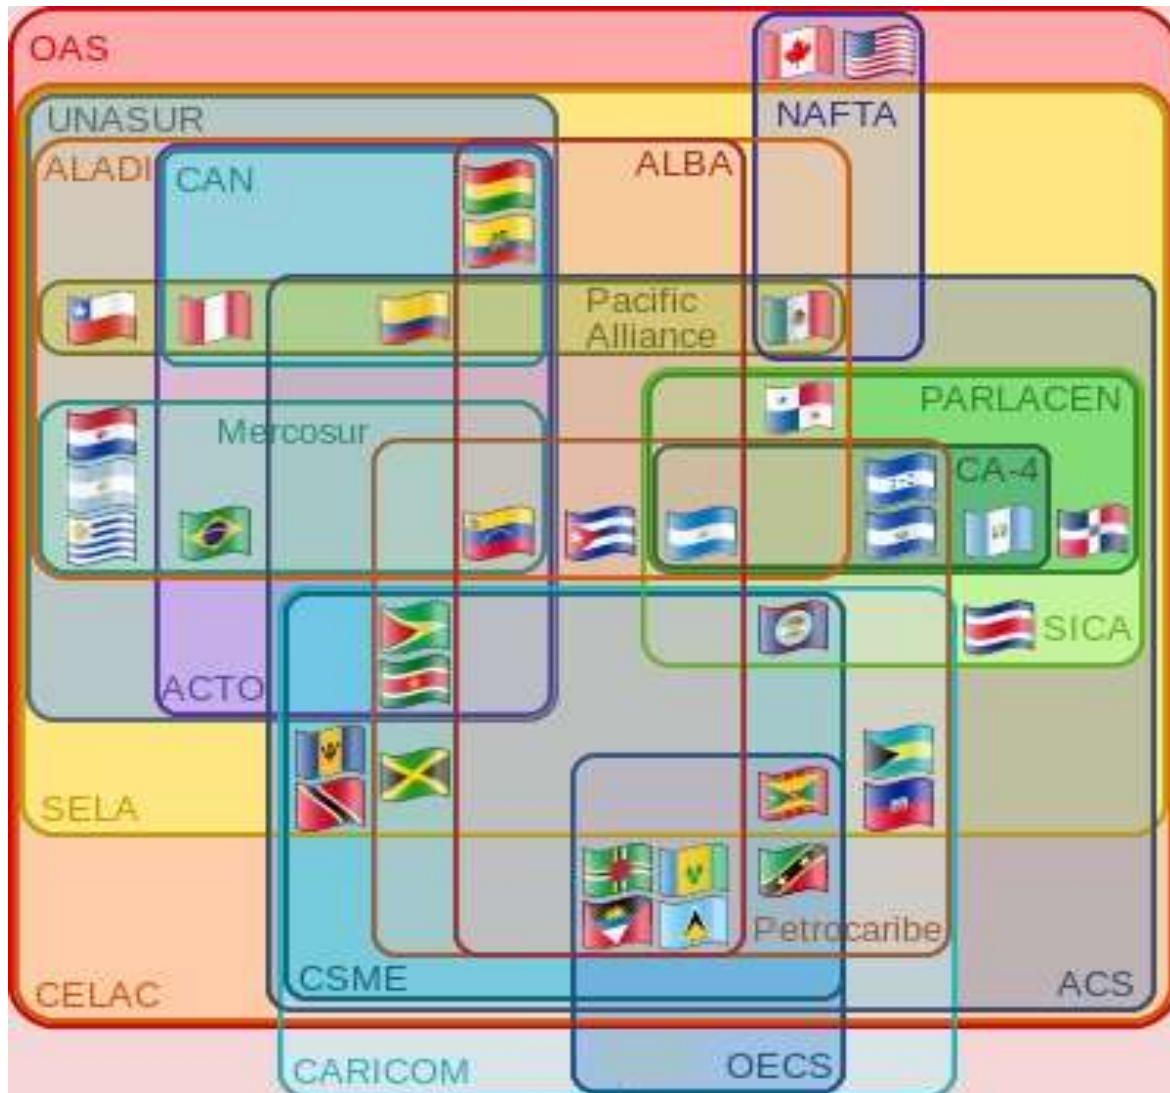 OAS
NAFTA
UNASUR
ALADI
CAN
ALBA
Pacific
Alliance
PARLACEN
Mercosur
CA-4
SICA
ACTO
SELA
Petrocaribe
CSME
ACS
CELAC
CARICOM
OECS